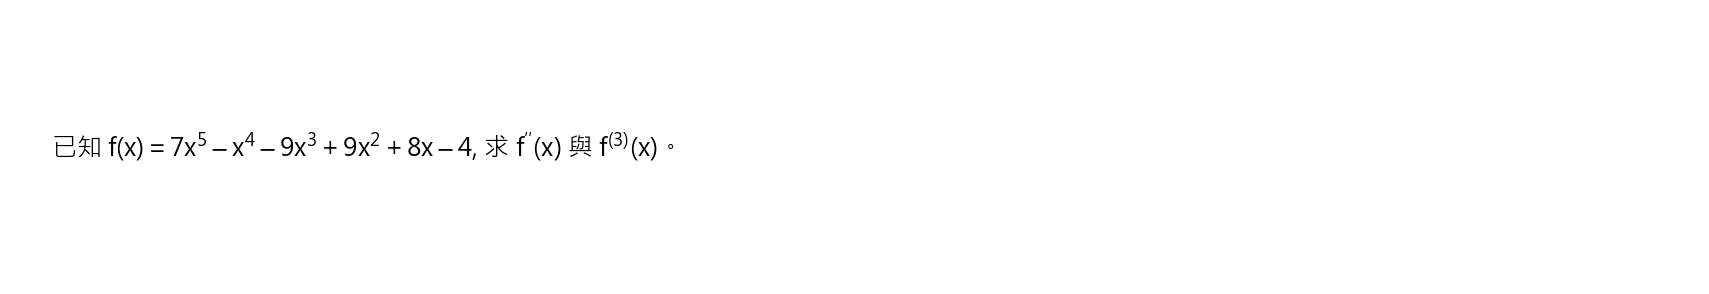 已知 f(x) = 7x⁵ – x⁴ – 9x³ + 9x² + 8x – 4, 求 f′′(x) 與 f⁽³⁾(x)。